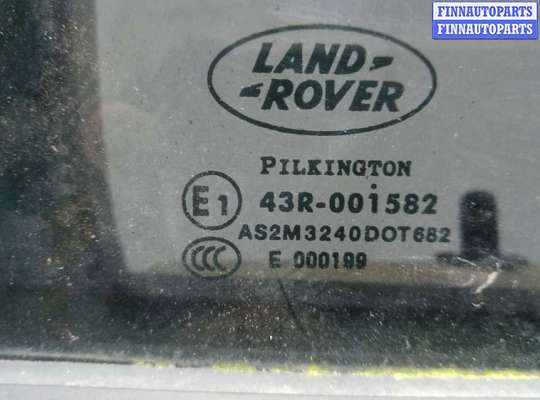 FINNAUTOPARTS
FINNAUTOPARTS
LAND-
-ROVER
PILKINGTON
E1 43R-001582
AS2M3240DOT682
CCC E 000199